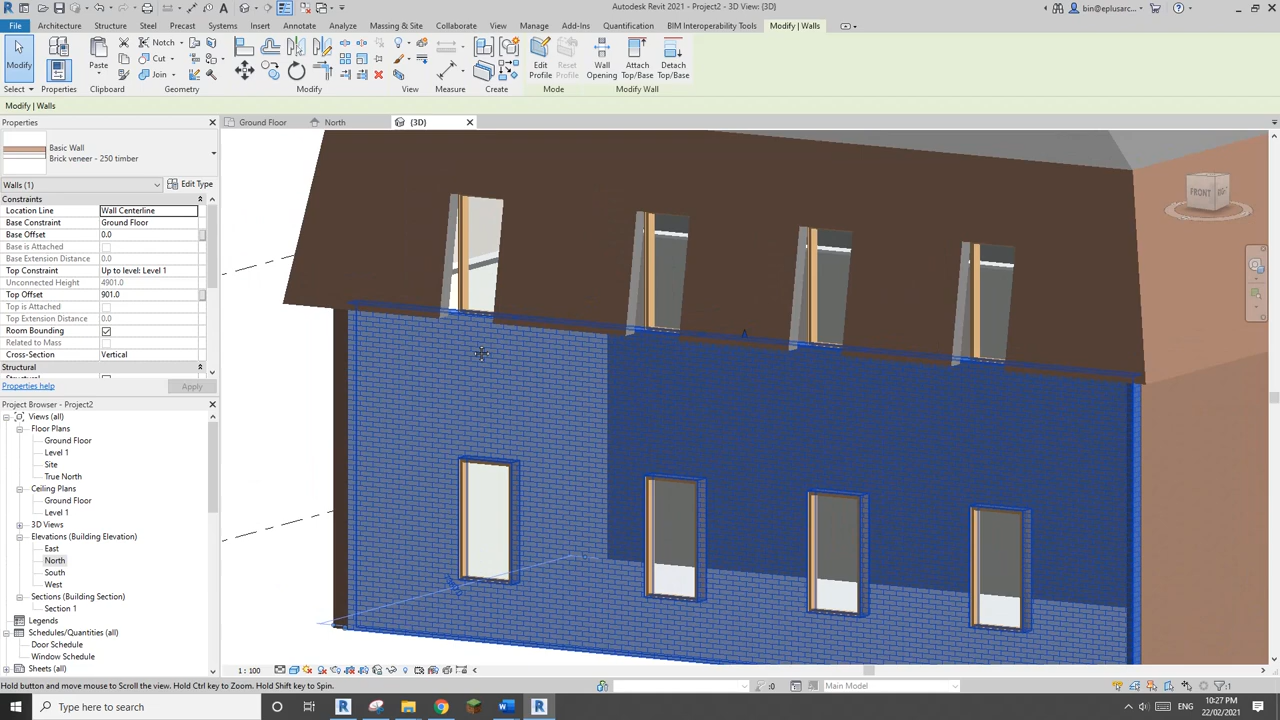 Autodesk Revit 2021 - Project2 - 3D View: {3D}
bin@eplusarc...
File Architecture Structure Steel Precast Systems Insert Annotate Analyze Massing & Site Collaborate View Manage Add-Ins Quantification BIM Interoperability Tools Modify | Walls
Modify Paste Notch Cut Join Edit Profile Reset Profile Wall Opening Attach Top/Base Detach Top/Base
Select Properties Clipboard Geometry Modify View Measure Create Mode Modify Wall
Modify | Walls
Properties
Ground Floor North {3D}
Basic Wall
Brick veneer - 250 timber
Walls (1) Edit Type
Constraints
Location Line Wall Centerline
Base Constraint Ground Floor
Base Offset 0.0
Base is Attached
Base Extension Distance 0.0
Top Constraint Up to level: Level 1
Unconnected Height 4901.0
Top Offset 901.0
Top is Attached
Top Extension Distance 0.0
Room Bounding
Related to Mass
Cross-Section Vertical
Structural
Properties help Apply
Project Browser - Project2
Views (all)
Floor Plans
Ground Floor
Level 1
Site
True North
Ceiling Plans
Ground Floor
Level 1
3D Views
Elevations (Building Elevation)
East
North
South
West
Sections (Building Section)
Section 1
Legends
Schedules/Quantities (all)
Door Schedule
Window Schedule
Sheets (all)
FRONT
1 : 100
Hold button and move mouse to Scroll the view. Hold Ctrl key to Zoom. Hold Shift key to Spin.
:0 Main Model :1
Type here to search
ENG
10:27 PM
22/02/2021